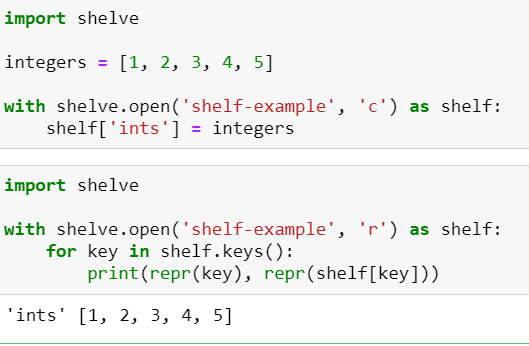 import shelve
integers = [1, 2, 3, 4, 5]
with shelve.open('shelf-example', 'c') as shelf:
    shelf['ints'] = integers
import shelve
with shelve.open('shelf-example', 'r') as shelf:
    for key in shelf.keys():
        print(repr(key), repr(shelf[key]))
'ints' [1, 2, 3, 4, 5]